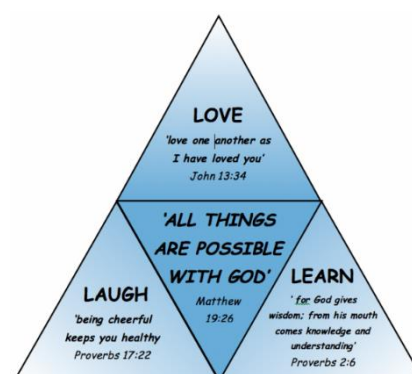 LOVE
'love one another as
I have loved you'
John 13:34
'ALL THINGS
ARE POSSIBLE
WITH GOD'
Matthew
19:26
LAUGH
'being cheerful
keeps you healthy
Proverbs 17:22
LEARN
' for God gives
wisdom; from his mouth
comes knowledge and
understanding'
Proverbs 2:6